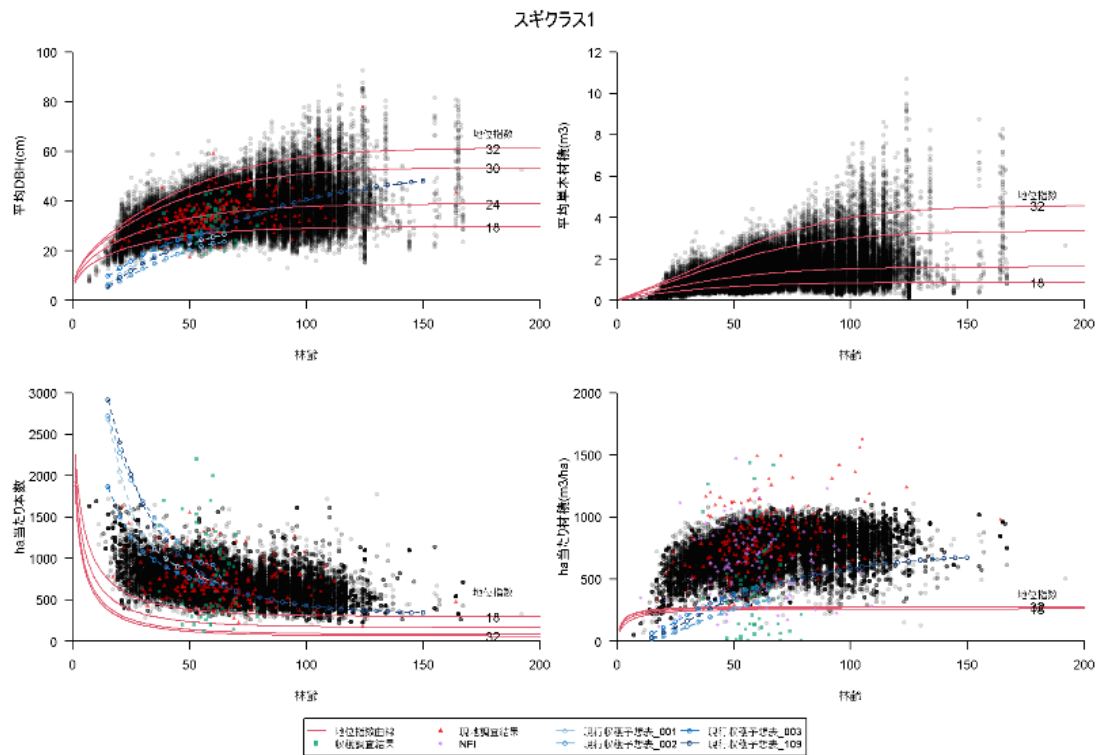 スギクラス1
平均DBH(cm)
100
80
60
40
20
0
地位指数
32
30
24
18
0 50 100 150 200
林齢
平均単木材積(m3)
12
10
8
6
4
2
0
地位指数
32
18
0 50 100 150 200
林齢
ha当たり本数
3000
2500
2000
1500
1000
500
0
地位指数
18
32
0 50 100 150 200
林齢
ha当たり材積(m3/ha)
2000
1500
1000
500
0
地位指数
0 50 100 150 200
林齢
地位指数曲線 現地調査結果 現行収穫予想表_001 現行収穫予想表_003
収穫調査結果 NFI 現行収穫予想表_002 現行収穫予想表_109